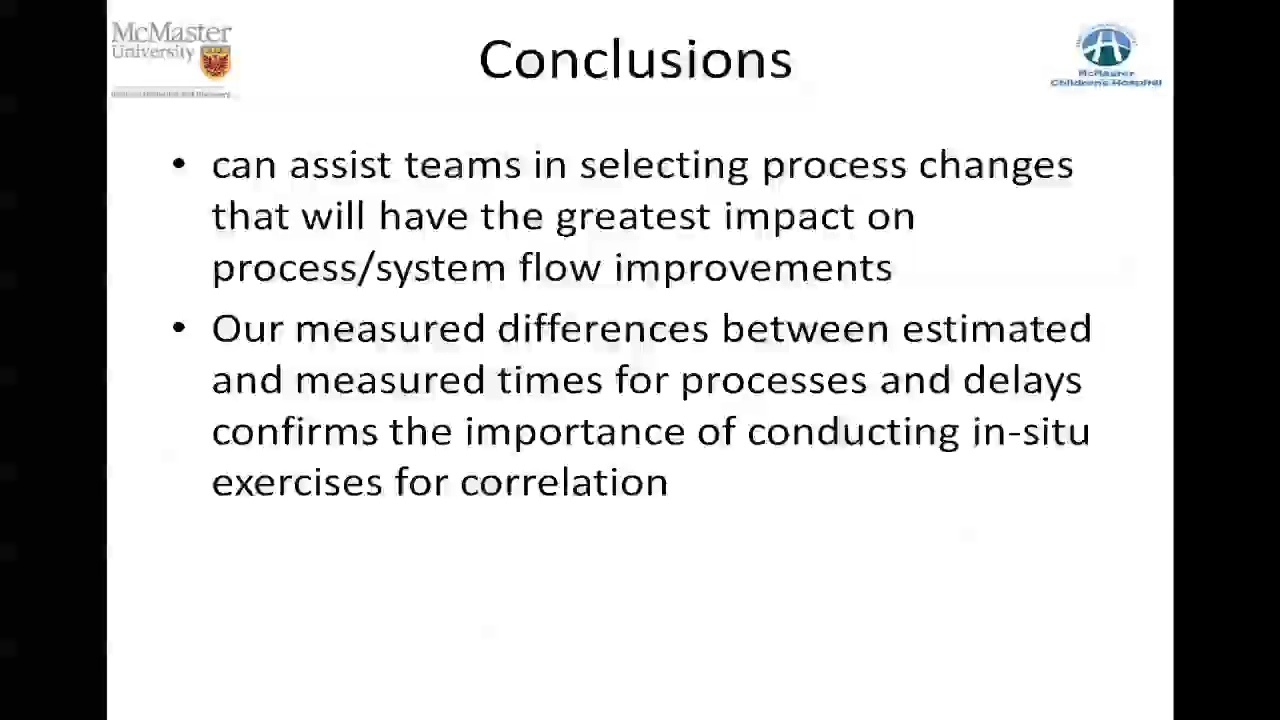 McMaster
University
Conclusions
McMaster
Children's Hospital
• can assist teams in selecting process changes
that will have the greatest impact on
process/system flow improvements
• Our measured differences between estimated
and measured times for processes and delays
confirms the importance of conducting in-situ
exercises for correlation